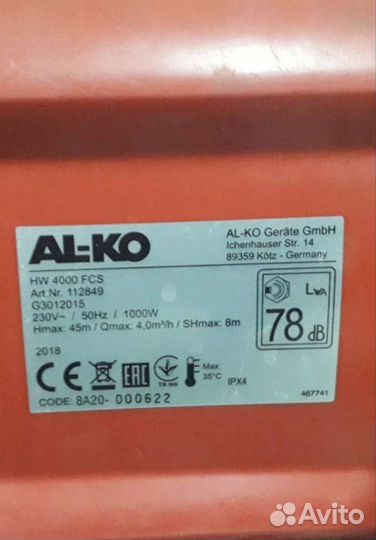 AL-KO
HW 4000 FCS
Art.Nr. 112849
G3012015
230V~ / 50Hz / 1000W
Hmax: 45m / Qmax: 4,0m³/h / SHmax: 8m
2018
AL-KO Geräte GmbH
Ichenhauser Str. 14
89359 Kötz - Germany
LWA
78 dB
CE
EAC
Max:
35°C
IPX4
CODE: 8A20- 000622
467741
Avito